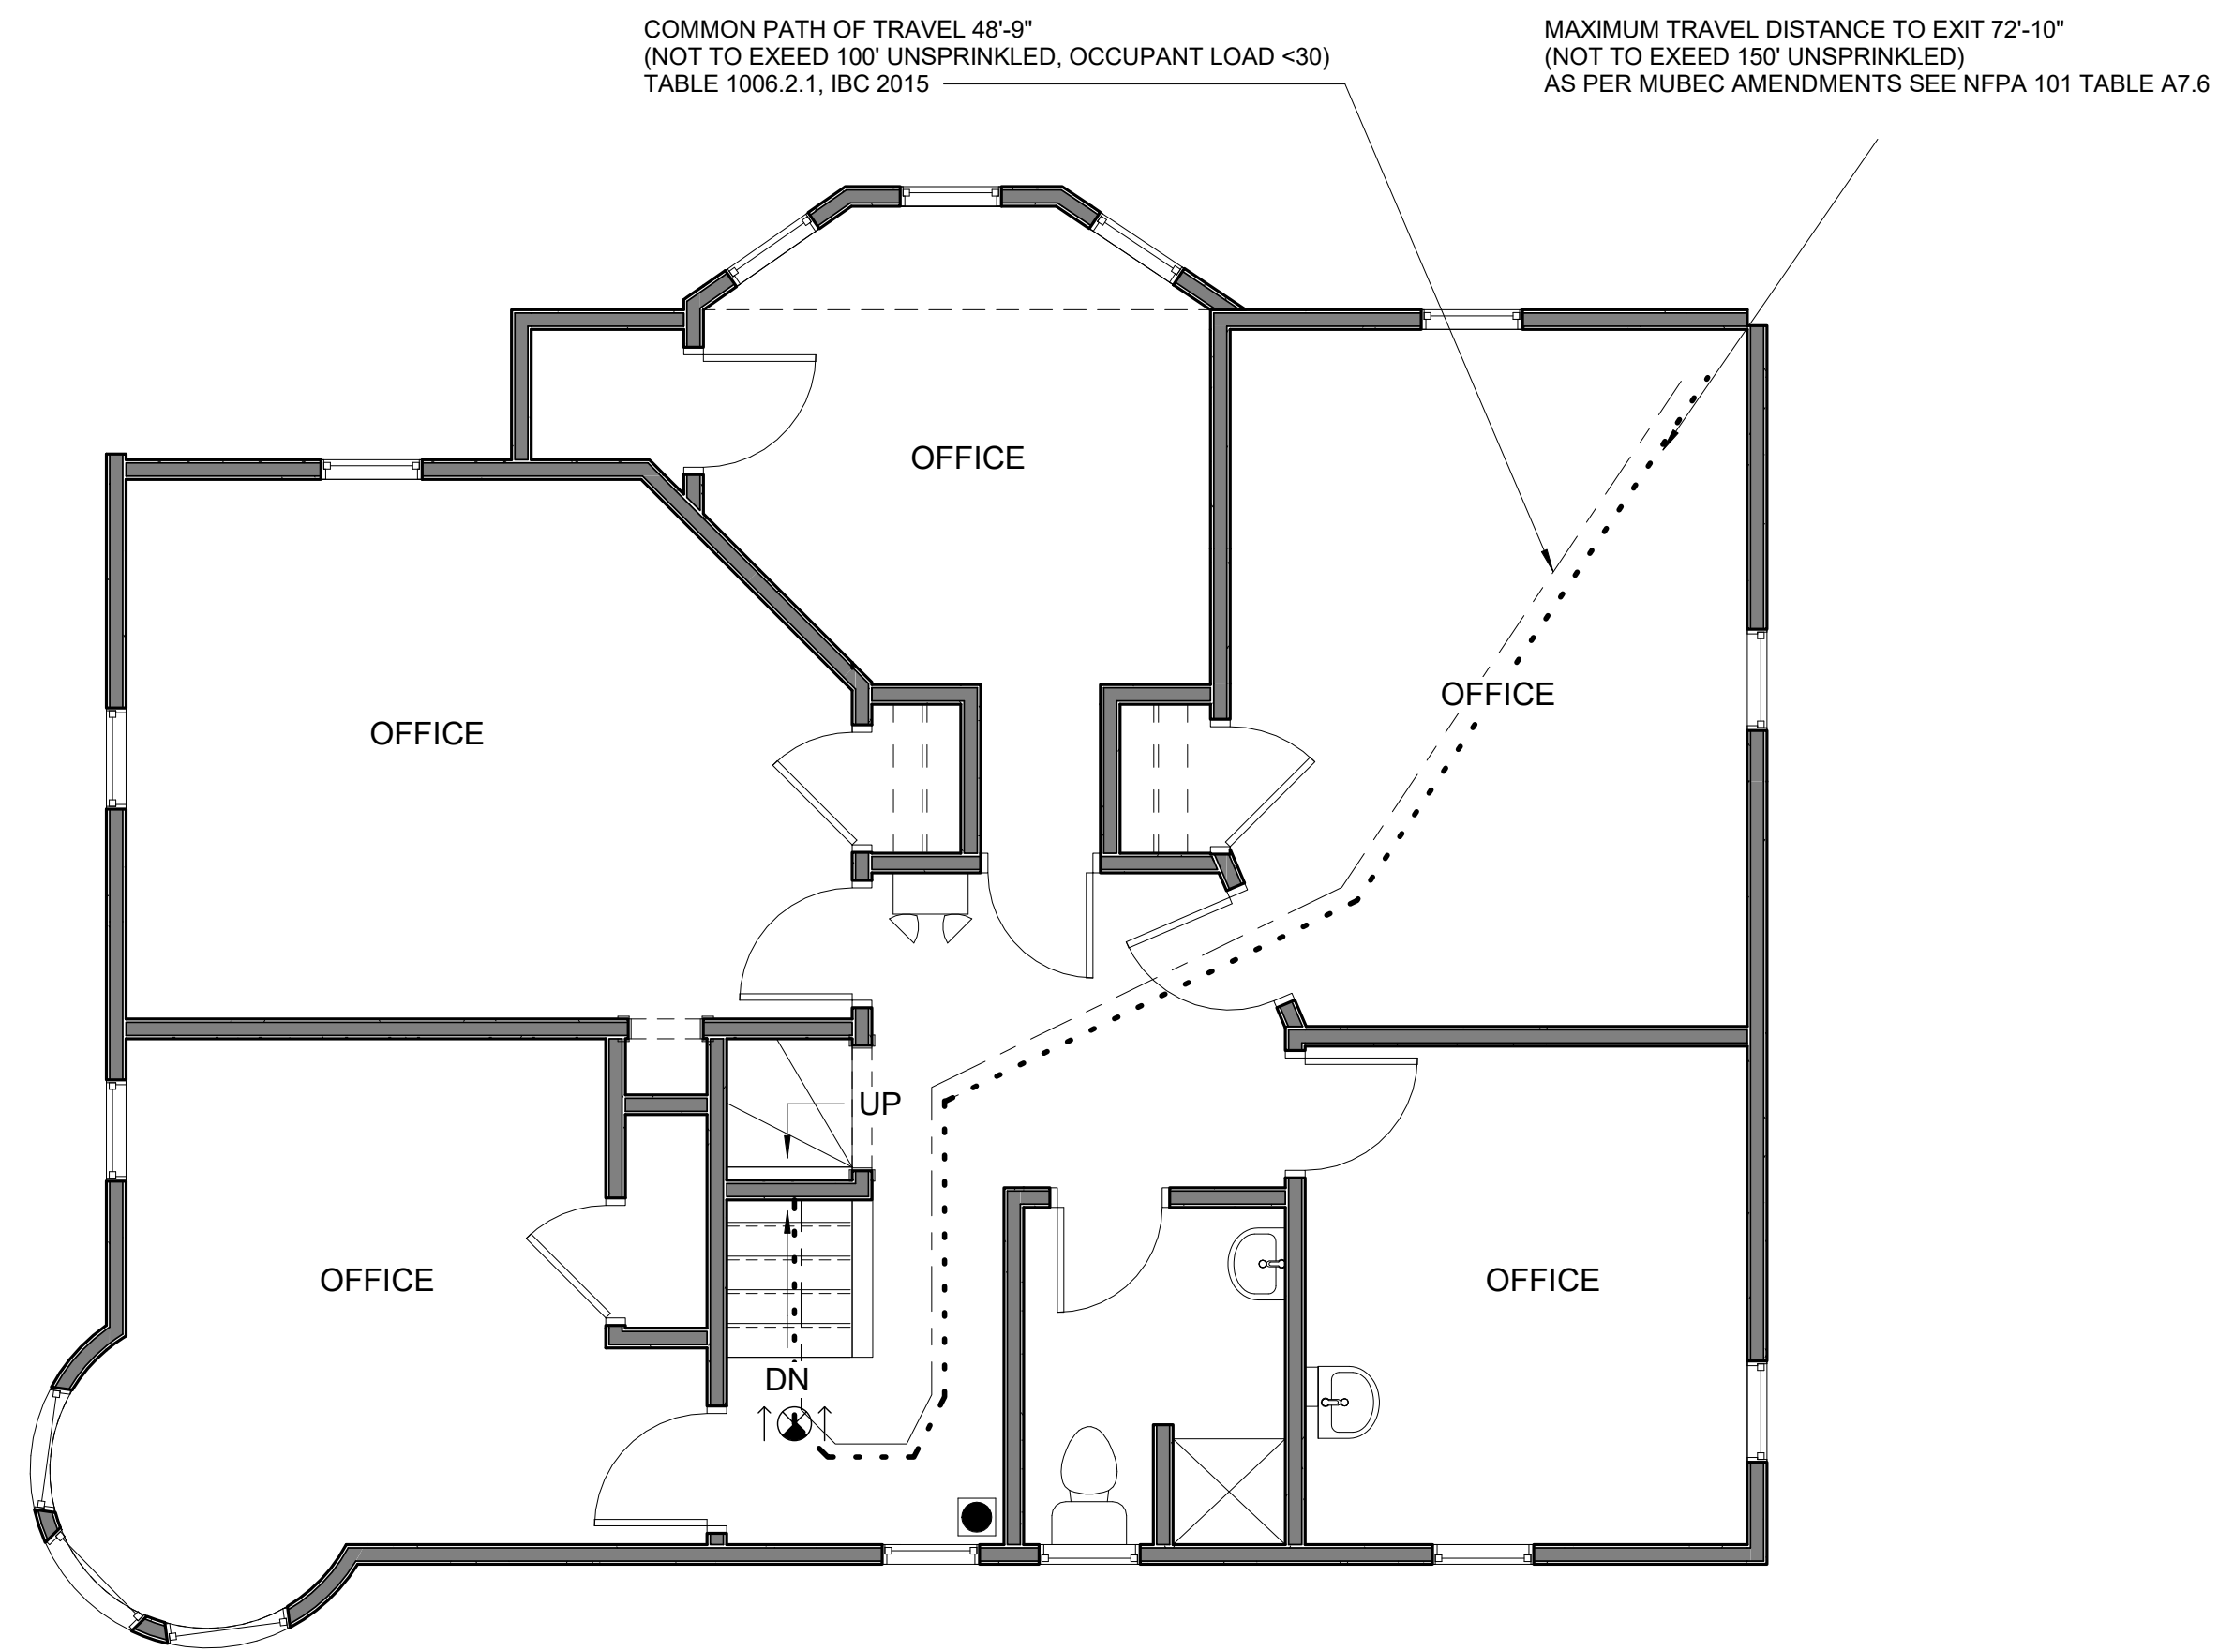 COMMON PATH OF TRAVEL 48'-9"
(NOT TO EXEED 100' UNSPRINKLED, OCCUPANT LOAD <30)
TABLE 1006.2.1, IBC 2015
MAXIMUM TRAVEL DISTANCE TO EXIT 72'-10"
(NOT TO EXEED 150' UNSPRINKLED)
AS PER MUBEC AMENDMENTS SEE NFPA 101 TABLE A7.6
OFFICE
OFFICE
OFFICE
UP
OFFICE
OFFICE
DN